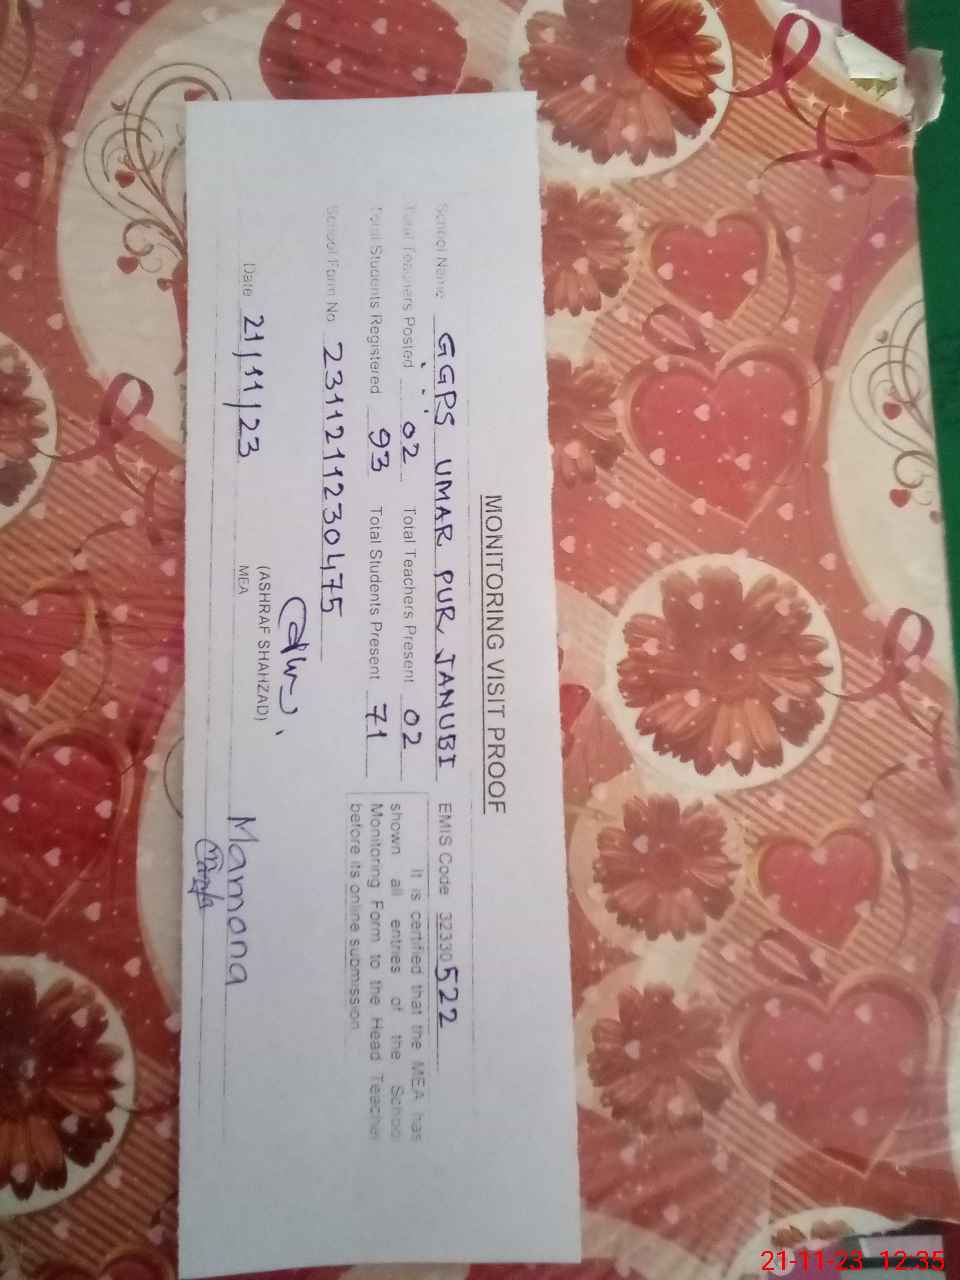 MONITORING VISIT PROOF
School Name GGPS UMAR PUR JANUBI EMIS Code 32330522
Total Teachers Posted 02 Total Teachers Present 02
Total Students Registered 93 Total Students Present 71
School Form No 2311211230475
It is certified that the MEA has
shown all entries of the School
Monitoring Form to the Head Teacher
before its online submission.
(ASHRAF SHAHZAD)
Date 21/11/23 MEA
Mamona
21-11-23 12:35